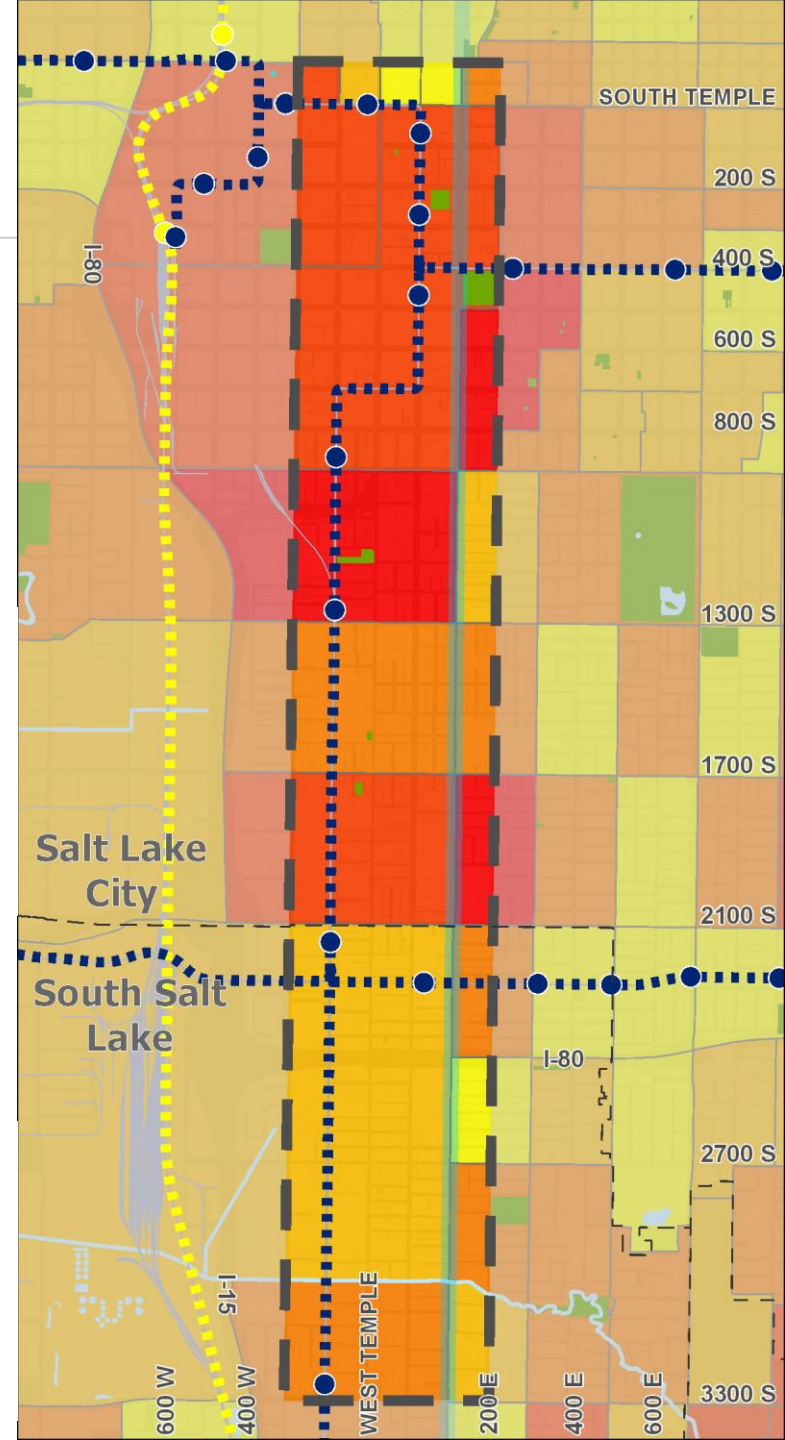 SOUTH TEMPLE
200 S
I-80
400 S
600 S
800 S
1300 S
1700 S
Salt Lake
City
2100 S
South Salt
Lake
I-80
2700 S
I-15
WEST TEMPLE
600 W
400 W
200 E
400 E
600 E
3300 S